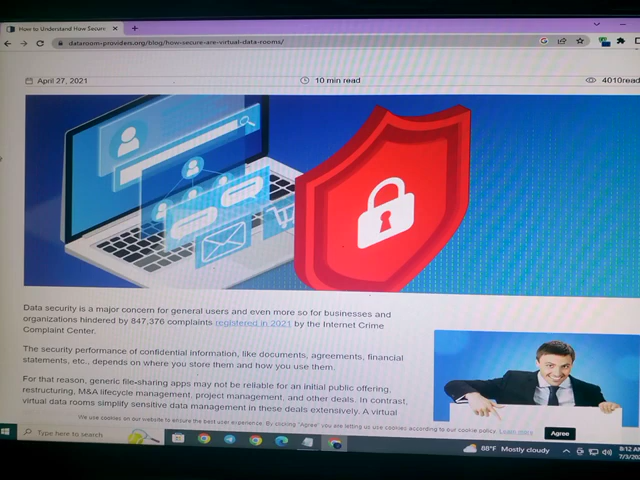 How to Understand How Secure
dataroom-providers.org/blog/how-secure-are-virtual-data-rooms/
April 27, 2021
10 min read
4010read
Data security is a major concern for general users and even more so for businesses and
organizations hindered by 847,376 complaints registered in 2021 by the Internet Crime
Complaint Center.
The security performance of confidential information, like documents, agreements, financial
statements, etc., depends on where you store them and how you use them.
For that reason, generic file-sharing apps may not be reliable for an initial public offering,
restructuring, M&A lifecycle management, project management, and other deals. In contrast,
virtual data rooms simplify sensitive data management in these deals extensively. A virtual
We use cookies on our website to ensure the best user experience. By clicking "Agree" you are letting us use cookies according to our cookie policy. Learn more
Agree
Type here to search
88°F Mostly cloudy
8:12 AM
7/3/202